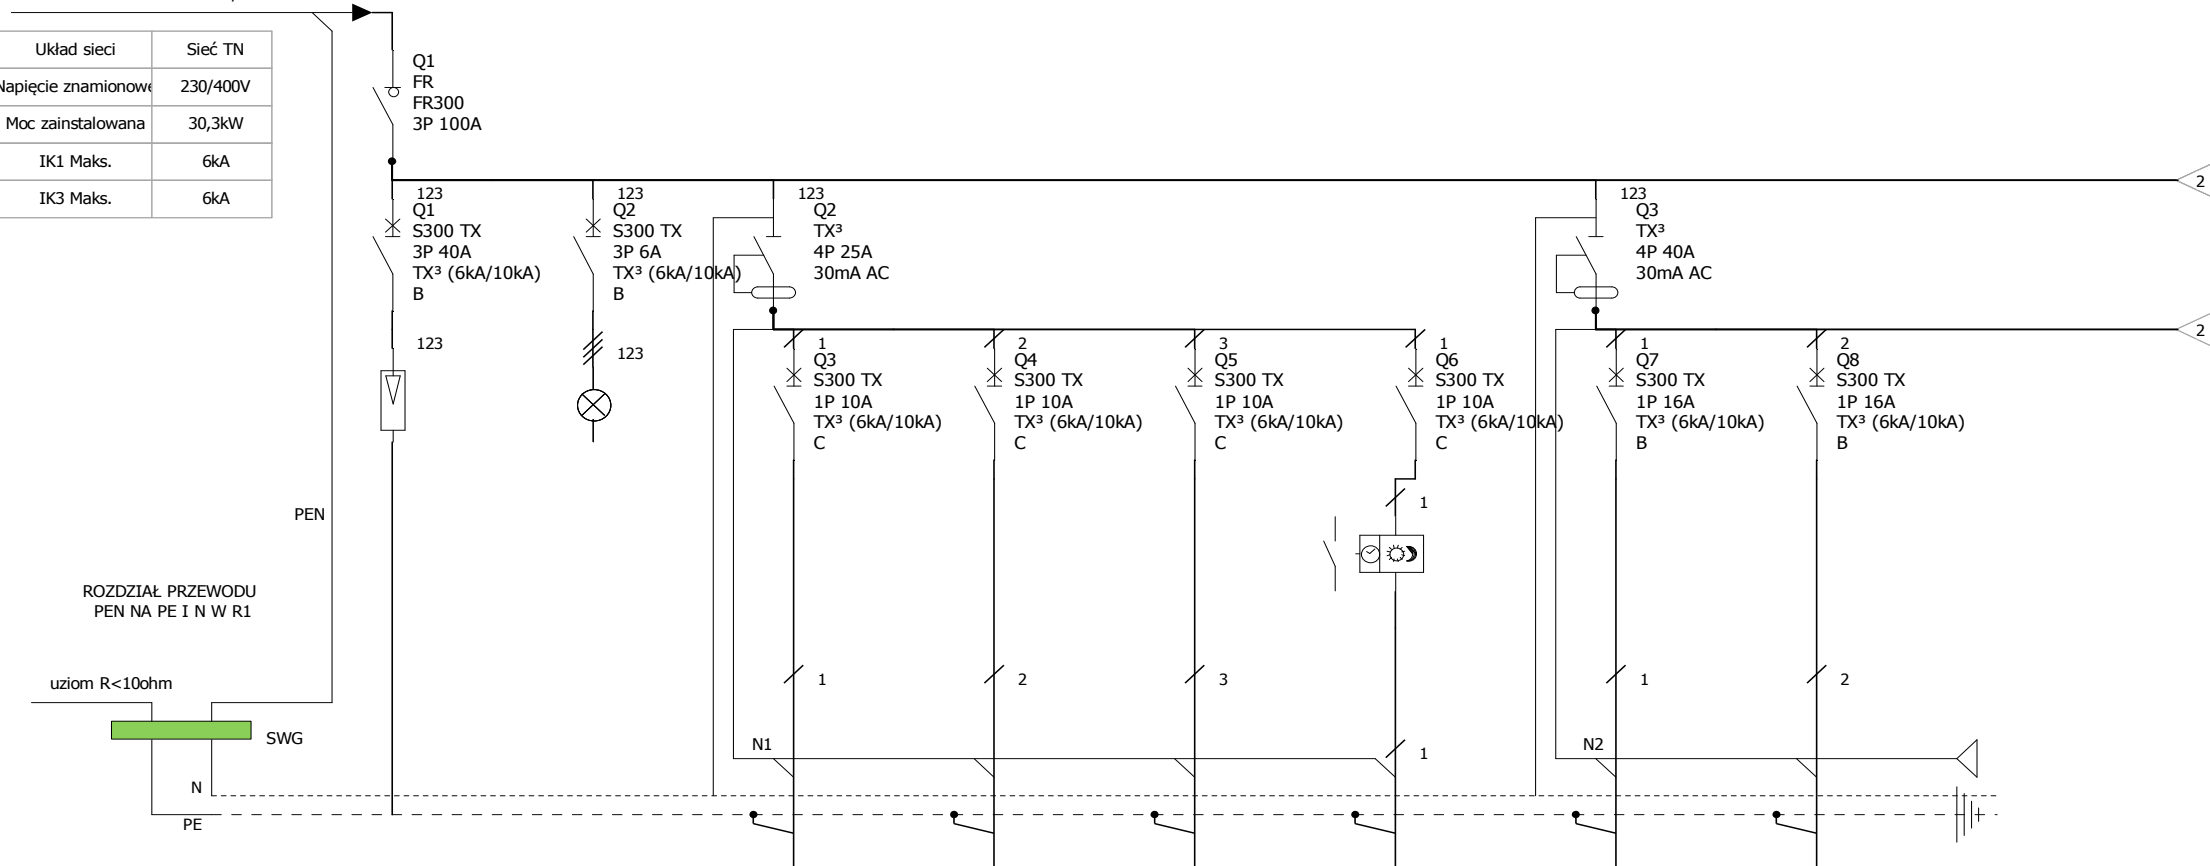 Układ sieci
Sieć TN
Napięcie znamionowe
230/400V
Moc zainstalowana
30,3kW
IK1 Maks.
6kA
IK3 Maks.
6kA
Q1
FR
FR300
3P 100A
2
123
Q1
S300 TX
3P 40A
TX³ (6kA/10kA)
B
123
123
Q2
S300 TX
3P 6A
TX³ (6kA/10kA)
B
123
123
Q2
TX³
4P 25A
30mA AC
123
Q3
TX³
4P 40A
30mA AC
2
1
Q3
S300 TX
1P 10A
TX³ (6kA/10kA)
C
2
Q4
S300 TX
1P 10A
TX³ (6kA/10kA)
C
3
Q5
S300 TX
1P 10A
TX³ (6kA/10kA)
C
1
Q6
S300 TX
1P 10A
TX³ (6kA/10kA)
C
1
Q7
S300 TX
1P 16A
TX³ (6kA/10kA)
B
2
Q8
S300 TX
1P 16A
TX³ (6kA/10kA)
B
1
PEN
ROZDZIAŁ PRZEWODU
PEN NA PE I N W R1
uziom R<10ohm
SWG
1
2
3
1
2
N1
1
N2
N
PE